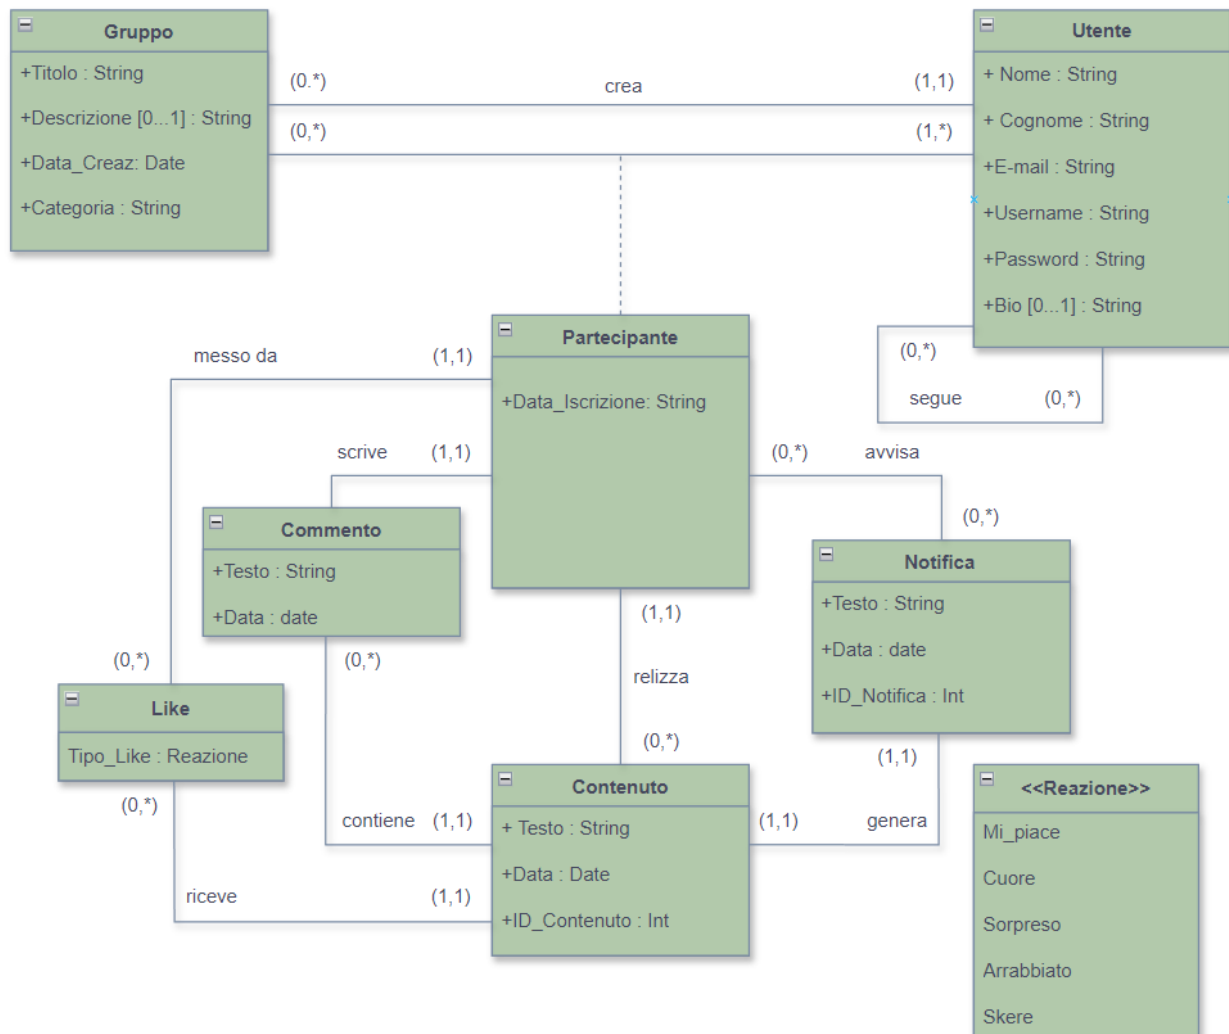 Gruppo
+Titolo : String
+Descrizione [0...1] : String
+Data_Creaz: Date
+Categoria : String
(0.*)
crea
(1,1)
(0,*)
(1,*)
Utente
+ Nome : String
+ Cognome : String
+E-mail : String
+Username : String
+Password : String
+Bio [0...1] : String
(0,*)
segue
(0,*)
Partecipante
+Data_Iscrizione: String
messo da
(1,1)
scrive
(1,1)
(0,*)
avvisa
(0,*)
Commento
+Testo : String
+Data : date
Notifica
+Testo : String
+Data : date
+ID_Notifica : Int
(1,1)
relizza
(0,*)
(0,*)
(0,*)
Like
Tipo_Like : Reazione
(0,*)
contiene
(1,1)
riceve
(1,1)
Contenuto
+ Testo : String
+Data : Date
+ID_Contenuto : Int
(1,1)
genera
(1,1)
<<Reazione>>
Mi_piace
Cuore
Sorpreso
Arrabbiato
Skere